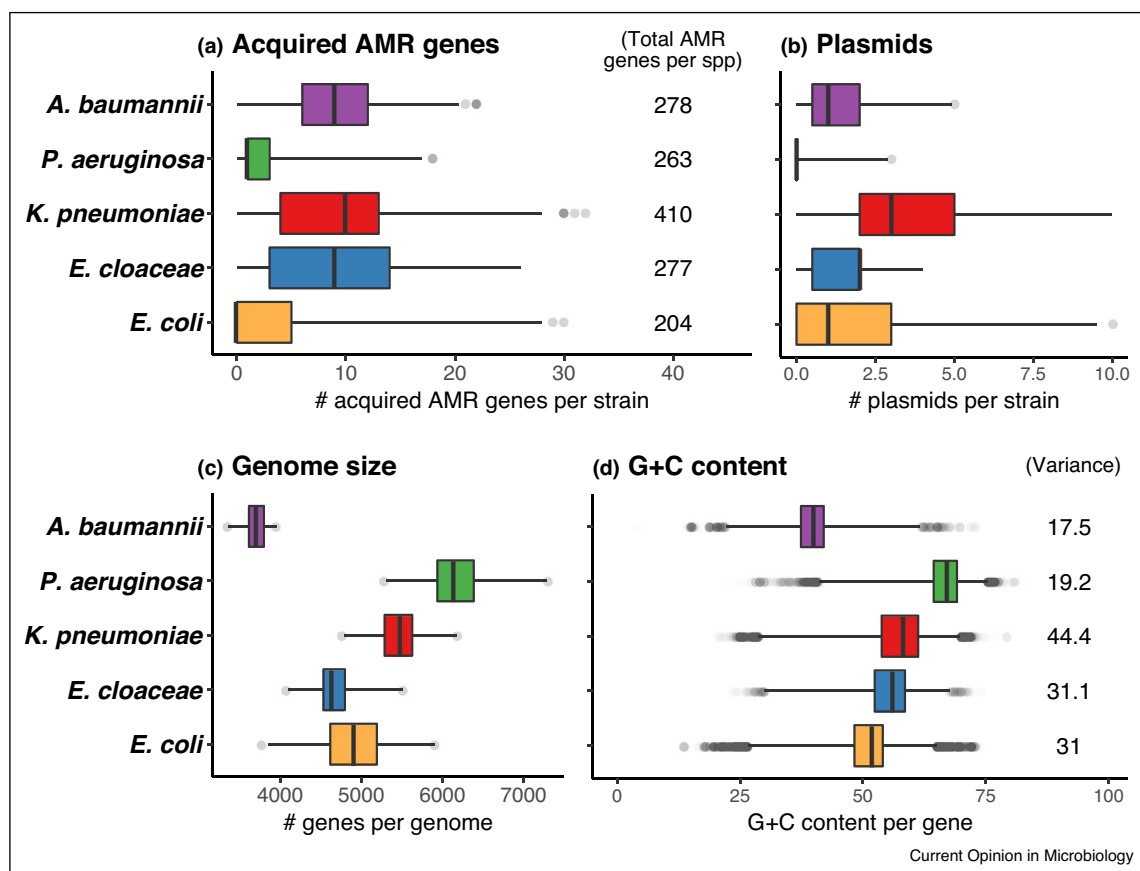 (a) Acquired AMR genes
(Total AMR
genes per spp)
(b) Plasmids
A. baumannii
278
P. aeruginosa
263
K. pneumoniae
410
E. cloaceae
277
E. coli
204
0 10 20 30 40
0.0 2.5 5.0 7.5 10.0
# acquired AMR genes per strain
# plasmids per strain
(c) Genome size
(d) G+C content
(Variance)
A. baumannii
17.5
P. aeruginosa
19.2
K. pneumoniae
44.4
E. cloaceae
31.1
E. coli
31
4000 5000 6000 7000
0 25 50 75 100
# genes per genome
G+C content per gene
Current Opinion in Microbiology